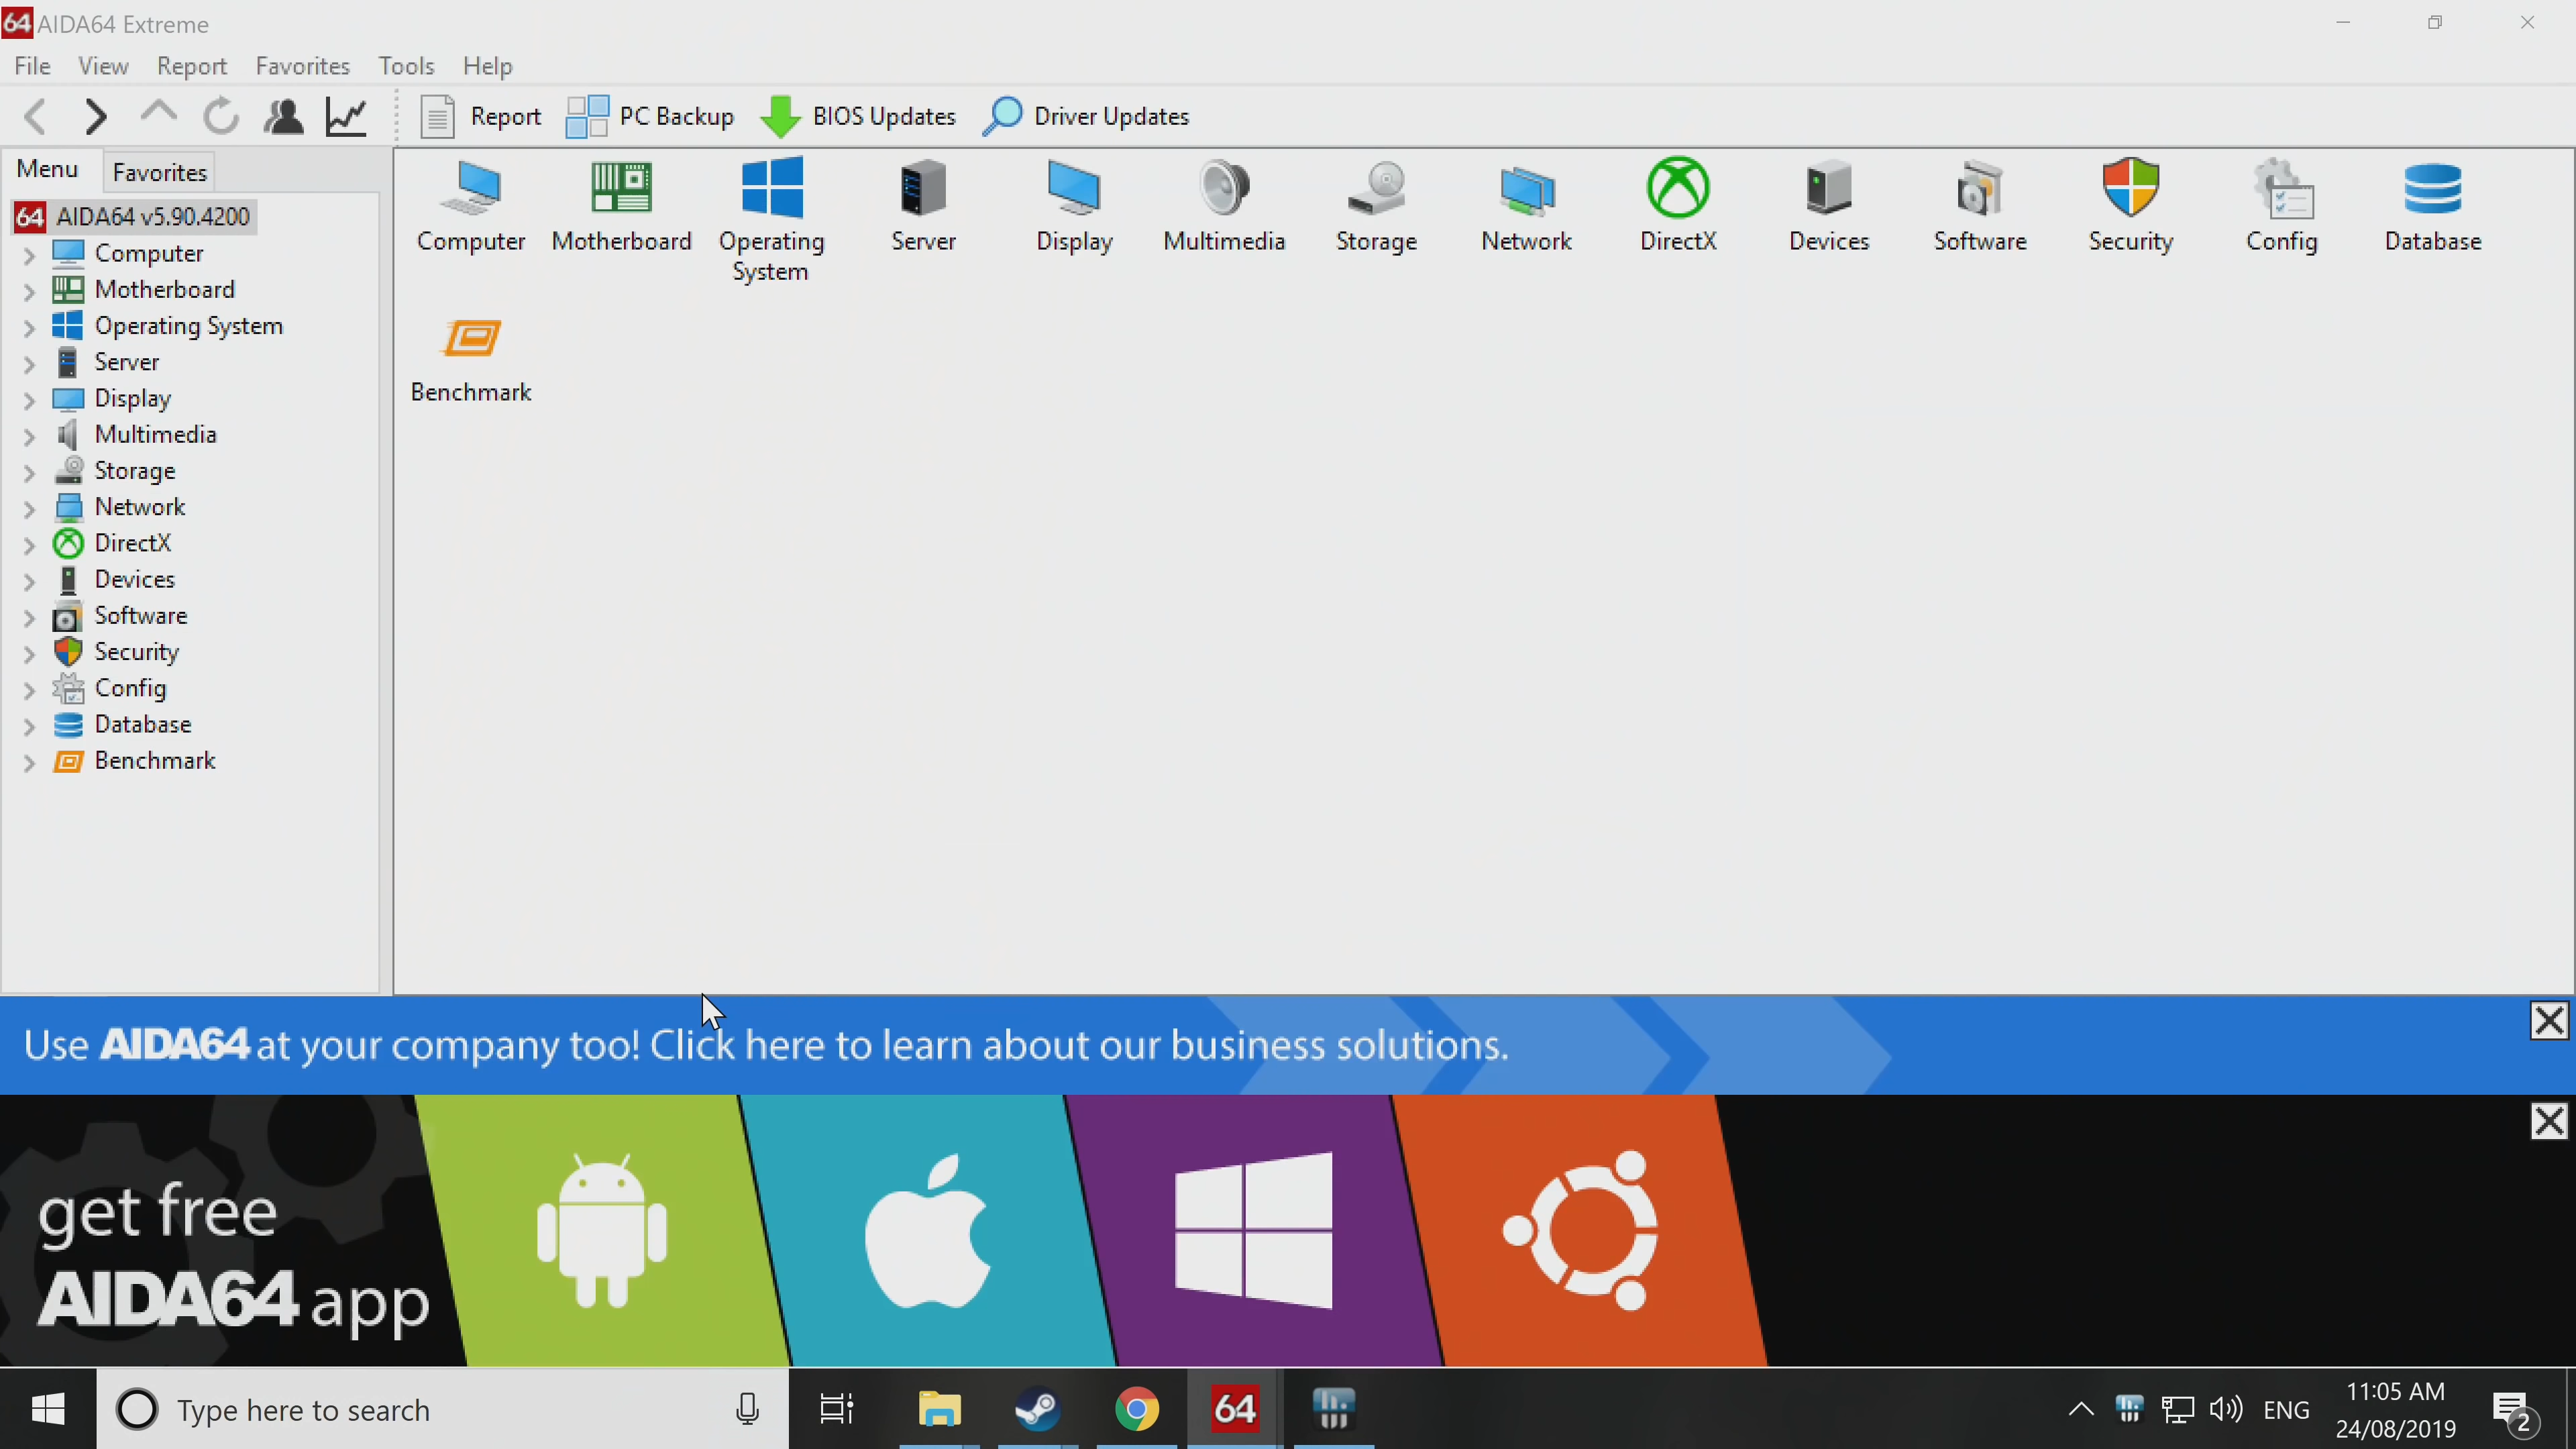 64 AIDA64 Extreme
File View Report Favorites Tools Help
Report PC Backup BIOS Updates Driver Updates
Menu Favorites
64 AIDA64 v5.90.4200
Computer
Motherboard
Operating System
Server
Display
Multimedia
Storage
Network
DirectX
Devices
Software
Security
Config
Database
Benchmark
Computer Motherboard Operating System Server Display Multimedia Storage Network DirectX Devices Software Security Config Database
Benchmark
Use AIDA64 at your company too! Click here to learn about our business solutions.
get free
AIDA64 app
Type here to search
64
ENG
11:05 AM
24/08/2019
2